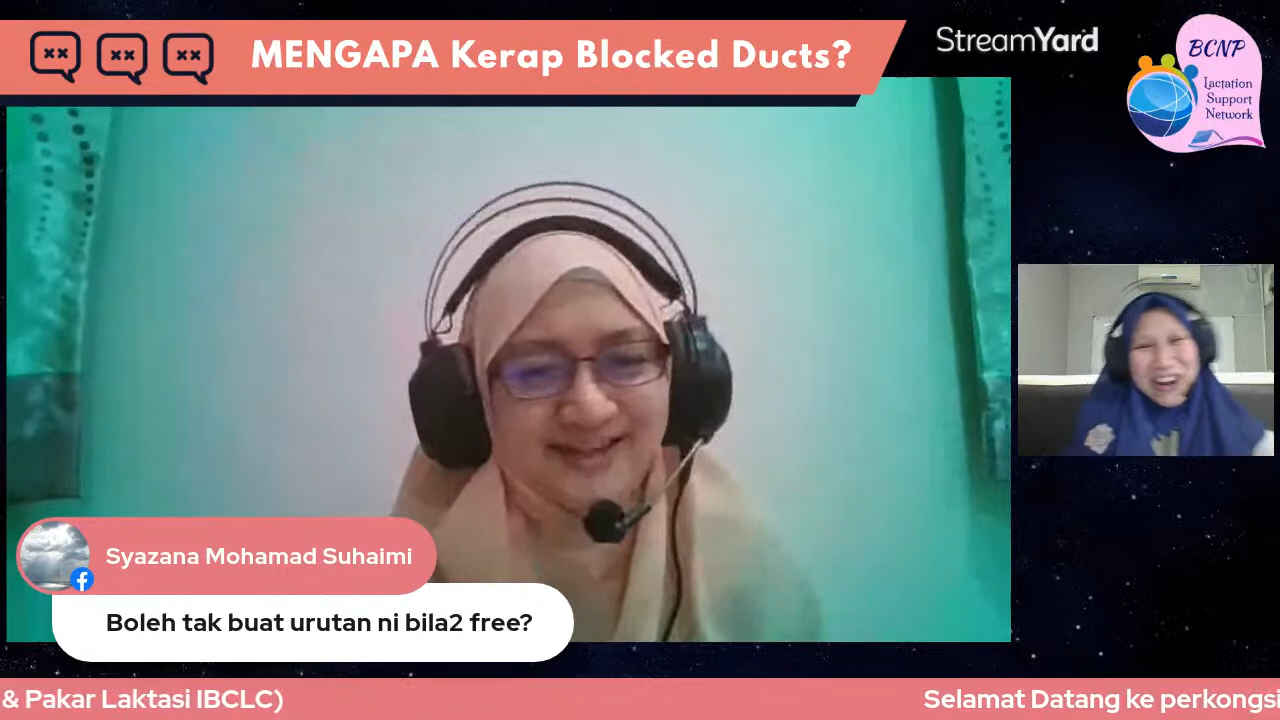 MENGAPA Kerap Blocked Ducts?
StreamYard
BCNP
Lactation
Support
Network
Syazana Mohamad Suhaimi
Boleh tak buat urutan ni bila2 free?
& Pakar Laktasi IBCLC)
Selamat Datang ke perkongsi